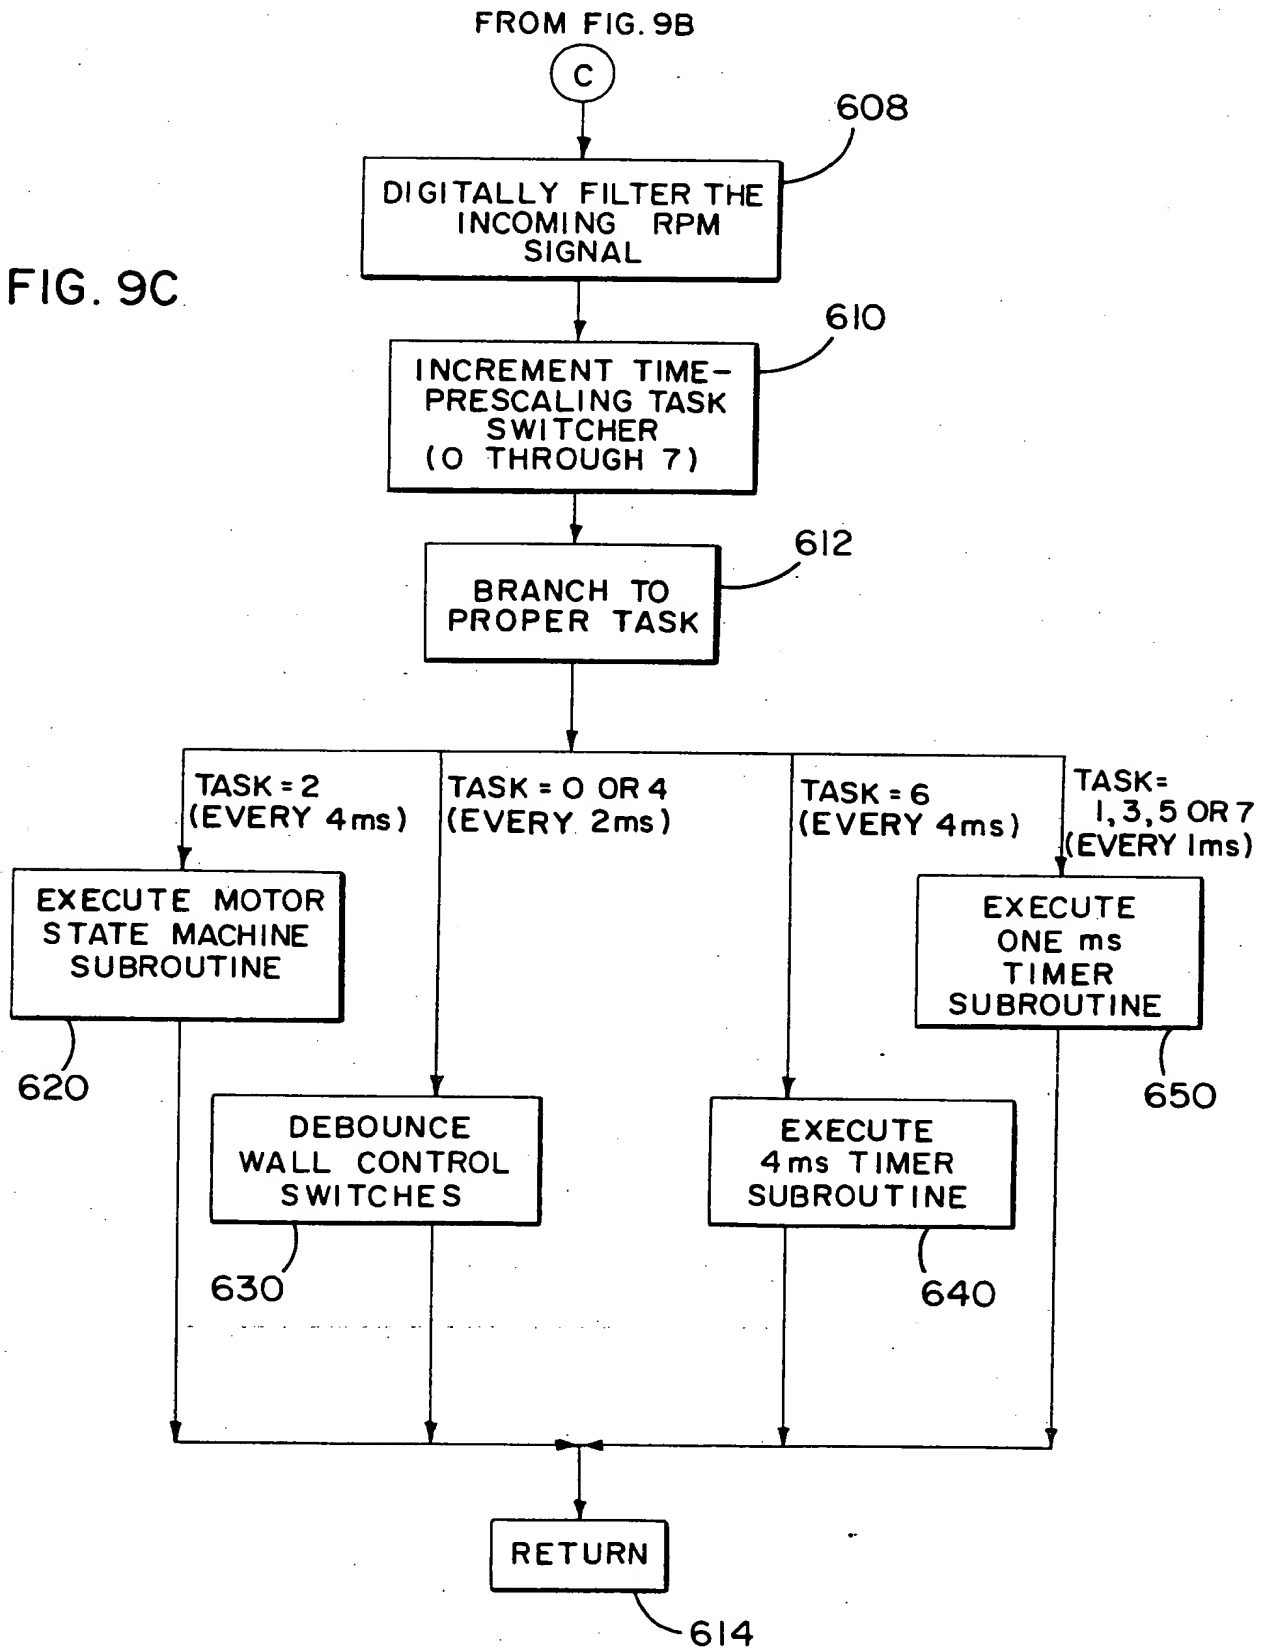 FROM FIG. 9B
C
608
DIGITALLY FILTER THE
INCOMING RPM
SIGNAL
FIG. 9C
610
INCREMENT TIME-
PRESCALING TASK
SWITCHER
(0 THROUGH 7)
612
BRANCH TO
PROPER TASK
TASK = 2
(EVERY 4ms)
TASK = 0 OR 4
(EVERY 2ms)
TASK = 6
(EVERY 4ms)
TASK=
1, 3, 5 OR 7
(EVERY 1ms)
EXECUTE MOTOR
STATE MACHINE
SUBROUTINE
EXECUTE
ONE ms
TIMER
SUBROUTINE
620
650
DEBOUNCE
WALL CONTROL
SWITCHES
EXECUTE
4ms TIMER
SUBROUTINE
630
640
RETURN
614